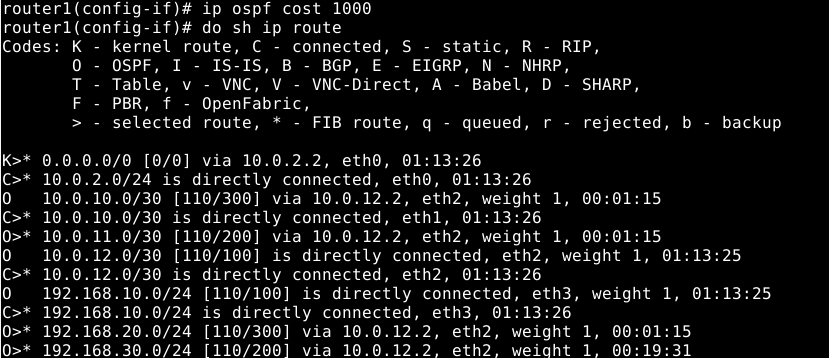 router1(config-if)# ip ospf cost 1000
router1(config-if)# do sh ip route
Codes: K - kernel route, C - connected, S - static, R - RIP,
       O - OSPF, I - IS-IS, B - BGP, E - EIGRP, N - NHRP,
       T - Table, v - VNC, V - VNC-Direct, A - Babel, D - SHARP,
       F - PBR, f - OpenFabric,
       > - selected route, * - FIB route, q - queued, r - rejected, b - backup

K>* 0.0.0.0/0 [0/0] via 10.0.2.2, eth0, 01:13:26
C>* 10.0.2.0/24 is directly connected, eth0, 01:13:26
O   10.0.10.0/30 [110/300] via 10.0.12.2, eth2, weight 1, 00:01:15
C>* 10.0.10.0/30 is directly connected, eth1, 01:13:26
O>* 10.0.11.0/30 [110/200] via 10.0.12.2, eth2, weight 1, 00:01:15
O   10.0.12.0/30 [110/100] is directly connected, eth2, weight 1, 01:13:25
C>* 10.0.12.0/30 is directly connected, eth2, 01:13:26
O   192.168.10.0/24 [110/100] is directly connected, eth3, weight 1, 01:13:25
C>* 192.168.10.0/24 is directly connected, eth3, 01:13:26
O>* 192.168.20.0/24 [110/300] via 10.0.12.2, eth2, weight 1, 00:01:15
O>* 192.168.30.0/24 [110/200] via 10.0.12.2, eth2, weight 1, 00:19:31